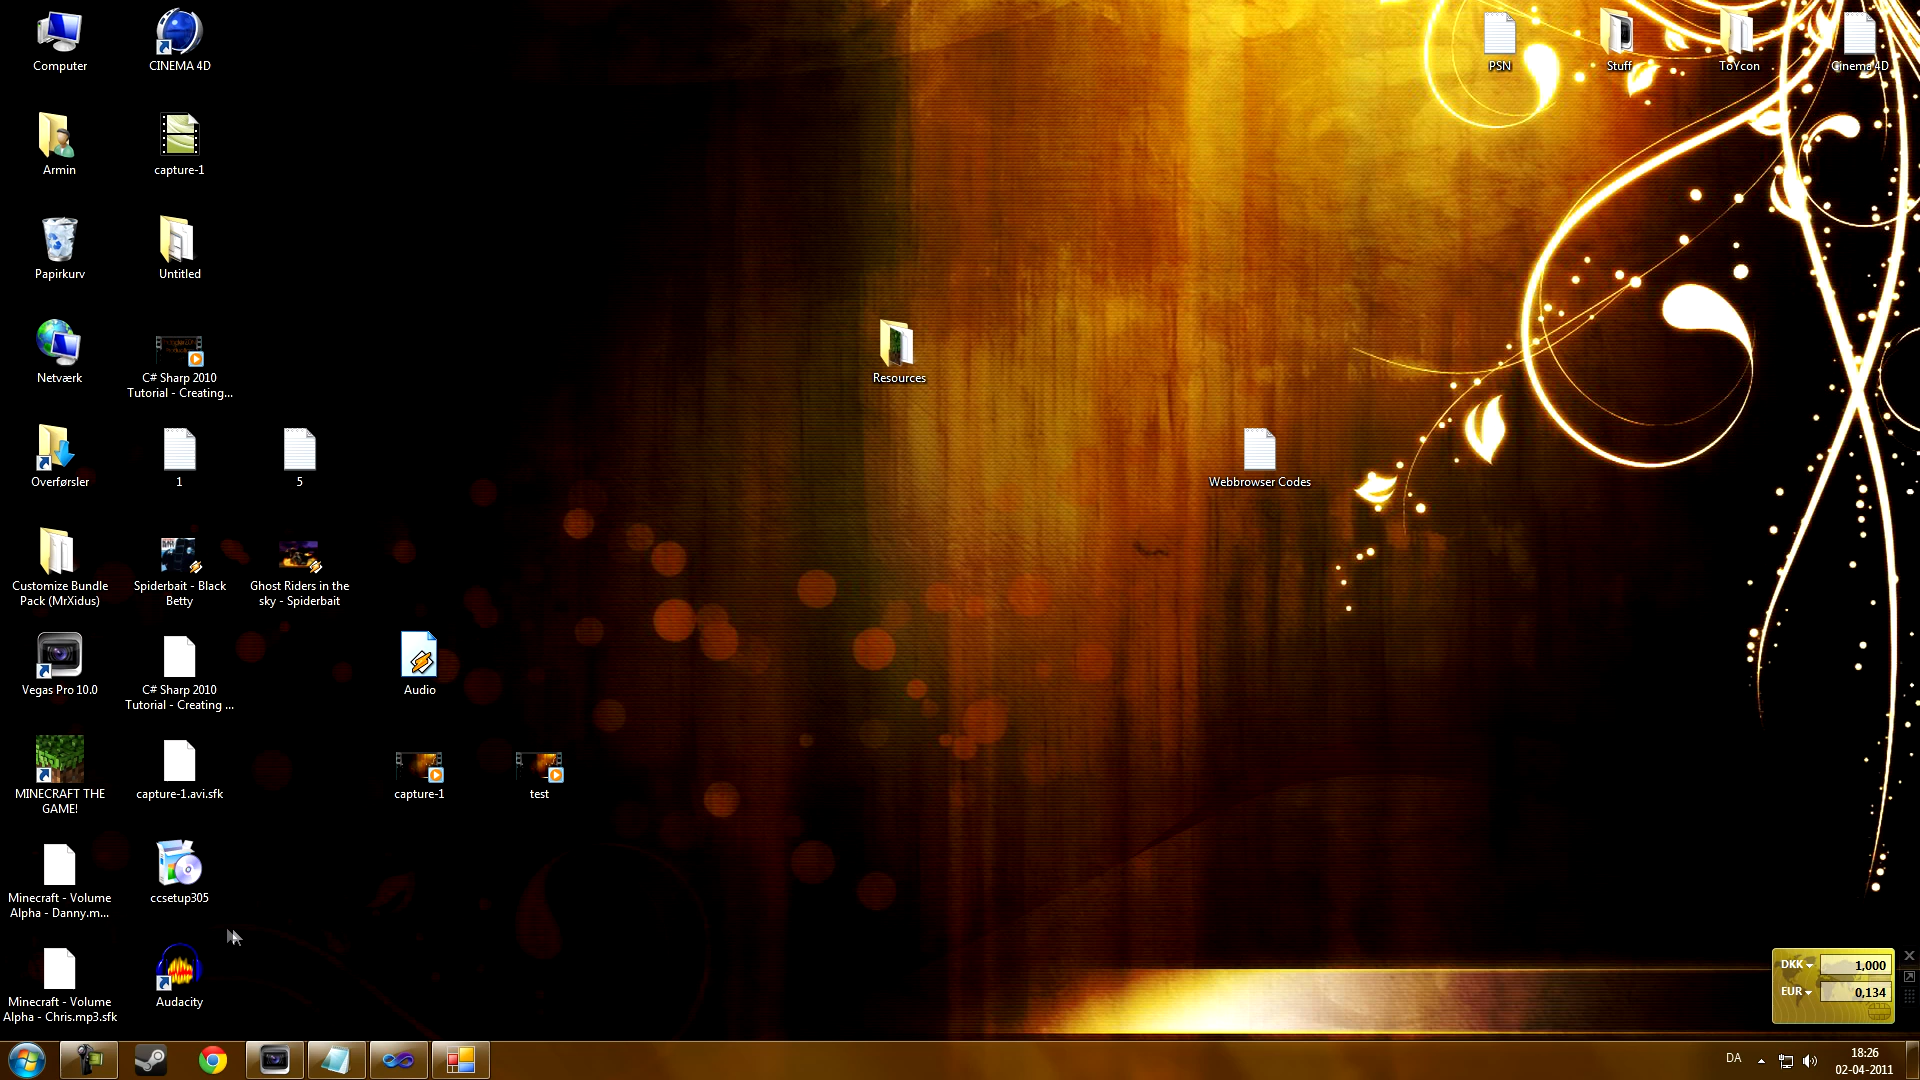 Computer
CINEMA 4D
PSN
Stuff
ToYcon
Cinema 4D
Armin
capture-1
Papirkurv
Untitled
Netværk
C# Sharp 2010
Tutorial - Creating...
Resources
Overførsler
1
5
Webbrowser Codes
Customize Bundle
Pack (MrXidus)
Spiderbait - Black
Betty
Ghost Riders in the
sky - Spiderbait
Vegas Pro 10.0
C# Sharp 2010
Tutorial - Creating ...
Audio
MINECRAFT THE
GAME!
capture-1.avi.sfk
capture-1
test
Minecraft - Volume
Alpha - Danny.m...
ccsetup305
Minecraft - Volume
Alpha - Chris.mp3.sfk
Audacity
DKK
1,000
EUR
0,134
DA
18:26
02-04-2011